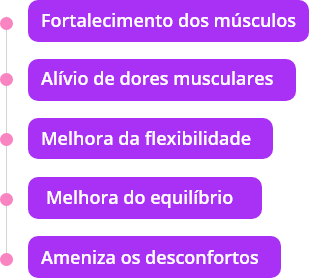 Fortalecimento dos músculos
Alívio de dores musculares
Melhora da flexibilidade
Melhora do equilíbrio
Ameniza os desconfortos